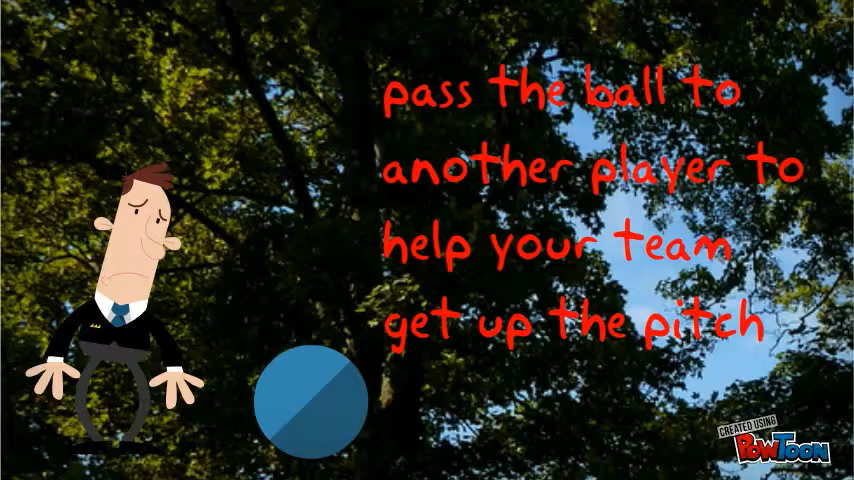 pass the ball to
another player to
help your team
get up the pitch
CREATED USING
POWTOON